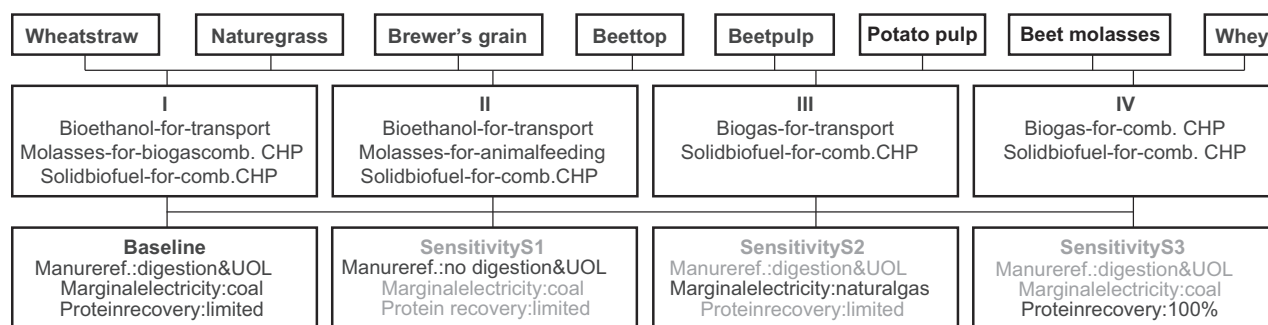 Wheatstraw
Naturegrass
Brewer's grain
Beettop
Beetpulp
Potato pulp
Beet molasses
Whey
I
Bioethanol-for-transport
Molasses-for-biogascomb. CHP
Solidbiofuel-for-comb.CHP
II
Bioethanol-for-transport
Molasses-for-animalfeeding
Solidbiofuel-for-comb.CHP
III
Biogas-for-transport
Solidbiofuel-for-comb.CHP
IV
Biogas-for-comb. CHP
Solidbiofuel-for-comb. CHP
Baseline
Manureref.:digestion&UOL
Marginalelectricity:coal
Proteinrecovery:limited
SensitivityS1
Manureref.:no digestion&UOL
Marginalelectricity:coal
Protein recovery:limited
SensitivityS2
Manureref.:digestion&UOL
Marginalelectricity:naturalgas
Proteinrecovery:limited
SensitivityS3
Manureref.:digestion&UOL
Marginalelectricity:coal
Proteinrecovery:100%